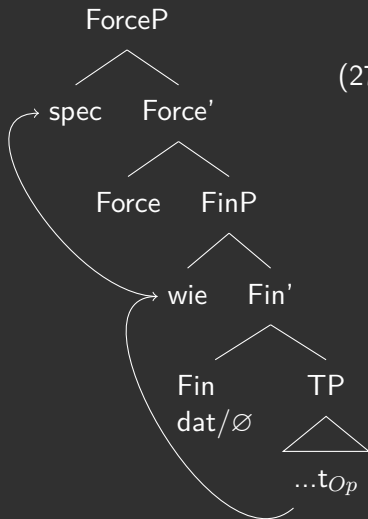 ForceP
(27
spec Force'
Force FinP
wie Fin'
Fin TP
dat/∅
...t_Op